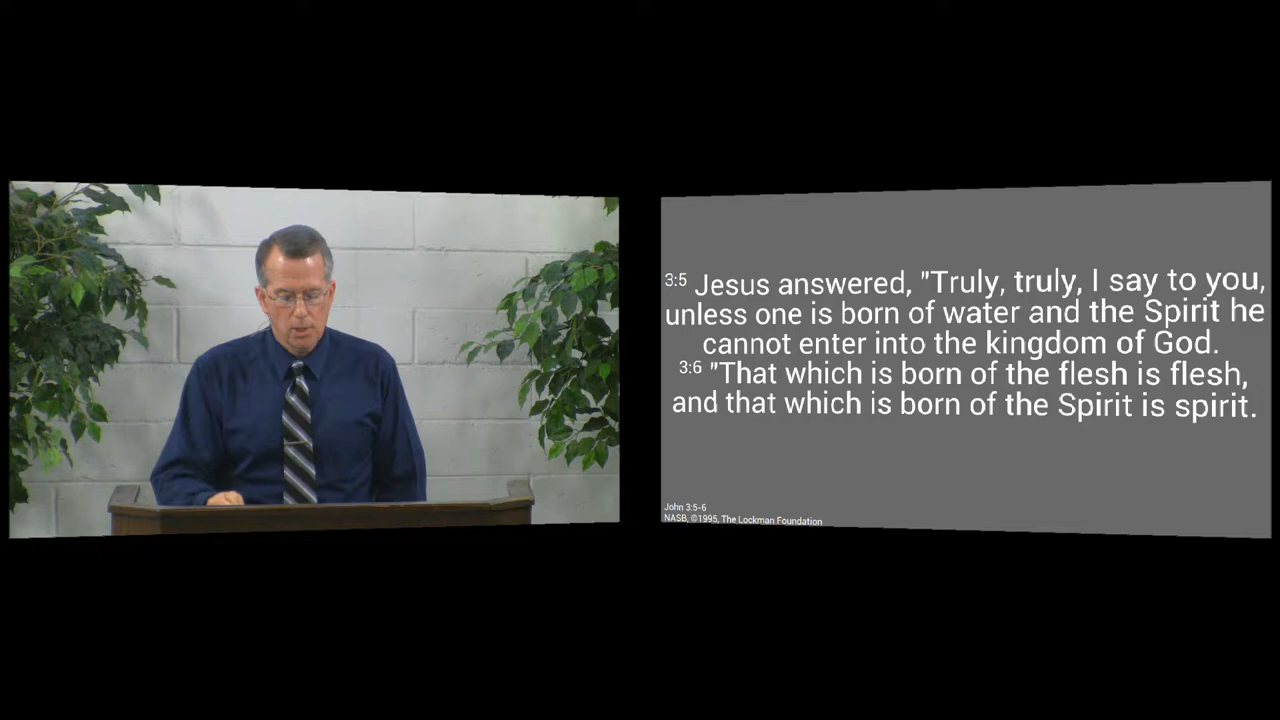 3:5 Jesus answered, "Truly, truly, I say to you,
unless one is born of water and the Spirit he
cannot enter into the kingdom of God.
3:6 "That which is born of the flesh is flesh,
and that which is born of the Spirit is spirit.
John 3:5-6
NASB, ©1995, The Lockman Foundation